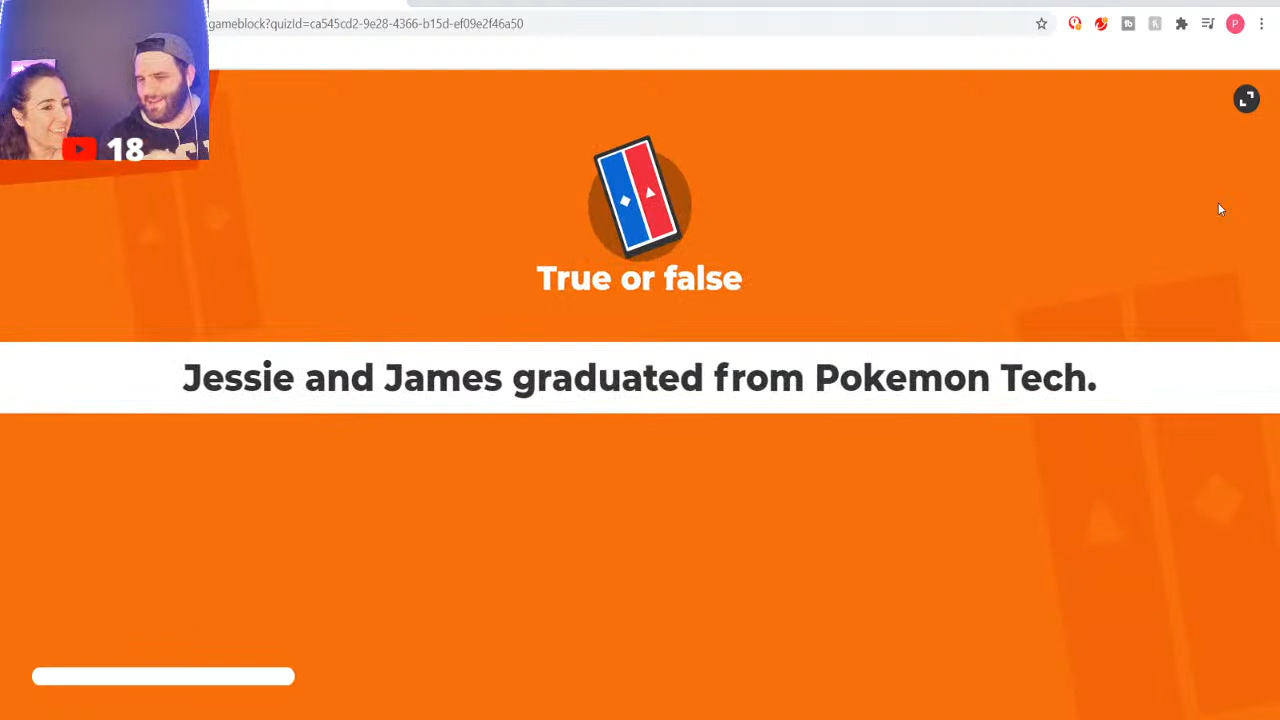 gameblock?quizId=ca545cd2-9e28-4366-b15d-ef09e2f46a50
P
18
True or false
Jessie and James graduated from Pokemon Tech.